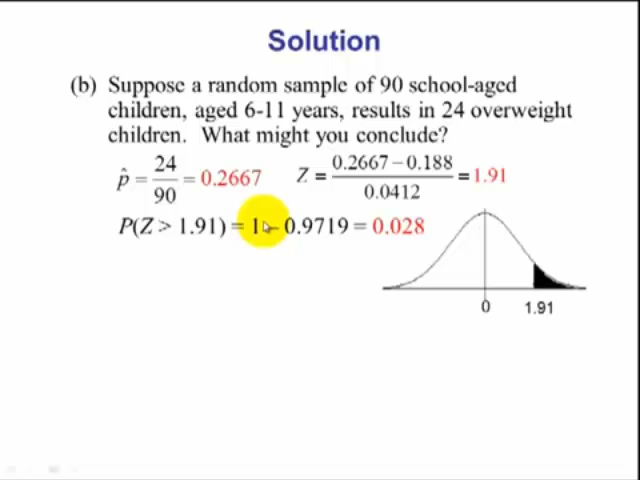 Solution
(b) Suppose a random sample of 90 school-aged
children, aged 6-11 years, results in 24 overweight
children. What might you conclude?
p̂ = 24/90 = 0.2667 Z = (0.2667 − 0.188)/0.0412 = 1.91
P(Z > 1.91) = 1 − 0.9719 = 0.028
0 1.91